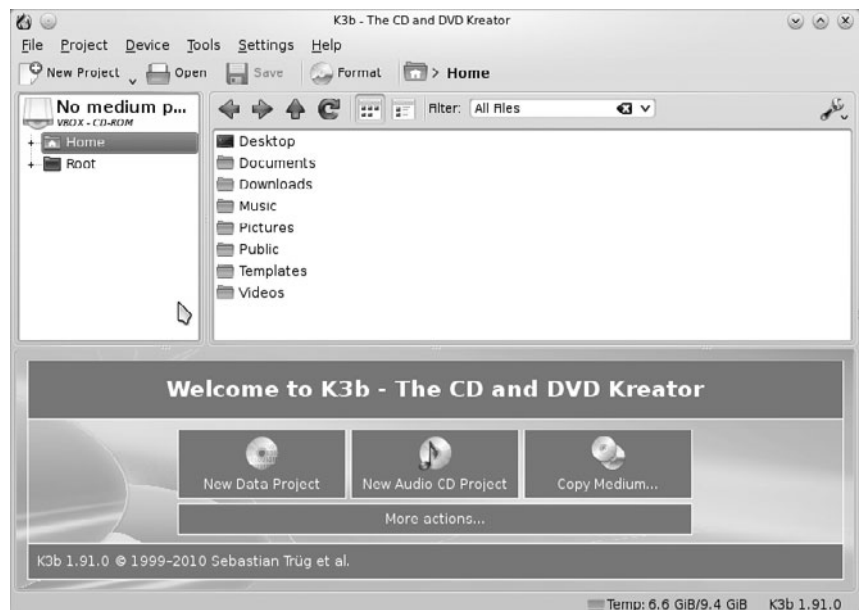 K3b - The CD and DVD Kreator
File Project Device Tools Settings Help
New Project Open Save Format > Home
No medium p...
VBOX - CD-ROM
Filter: All Files
Home
Root
Desktop
Documents
Downloads
Music
Pictures
Public
Templates
Videos
Welcome to K3b - The CD and DVD Kreator
New Data Project New Audio CD Project Copy Medium...
More actions...
K3b 1.91.0 © 1999-2010 Sebastian Trüg et al.
Temp: 6.6 GiB/9.4 GiB K3b 1.91.0